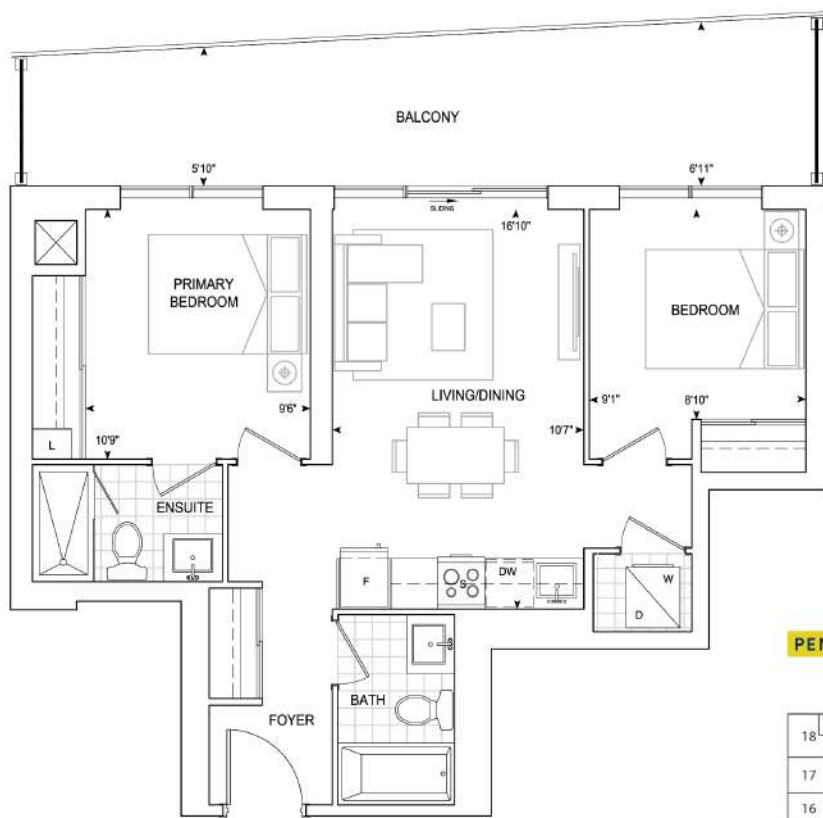 BALCONY
5'10"
6'11"
SLIDING
16'10"
PRIMARY
BEDROOM
BEDROOM
LIVING/DINING
9'6"
9'1"
8'10"
10'9"
10'7"
L
ENSUITE
F
S
DW
W
D
BATH
FOYER
18
17
16